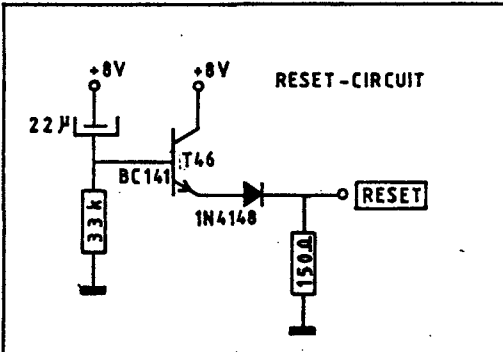 +8V
+8V
RESET-CIRCUIT
22µ
T46
BC141
33k
1N4148
RESET
150Ω